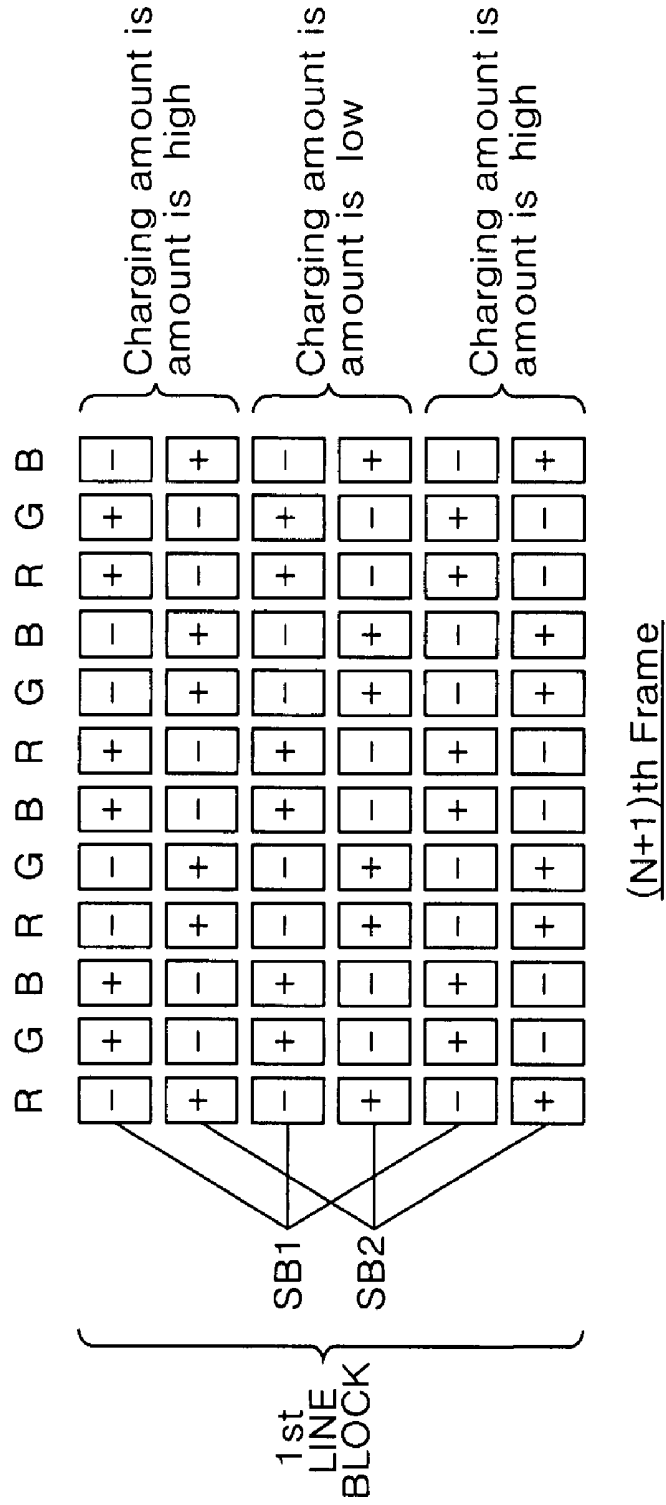 R G B R G B R G B R G B
− + + − − + + − − + + −
+ − − + + − − + + − − +
− + + − − + + − − + + −
+ − − + + − − + + − − +
− + + − − + + − − + + −
+ − − + + − − + + − − +
1st
LINE
BLOCK
SB1
SB2
Charging amount is
amount is high
Charging amount is
amount is low
Charging amount is
amount is high
(N+1)th Frame